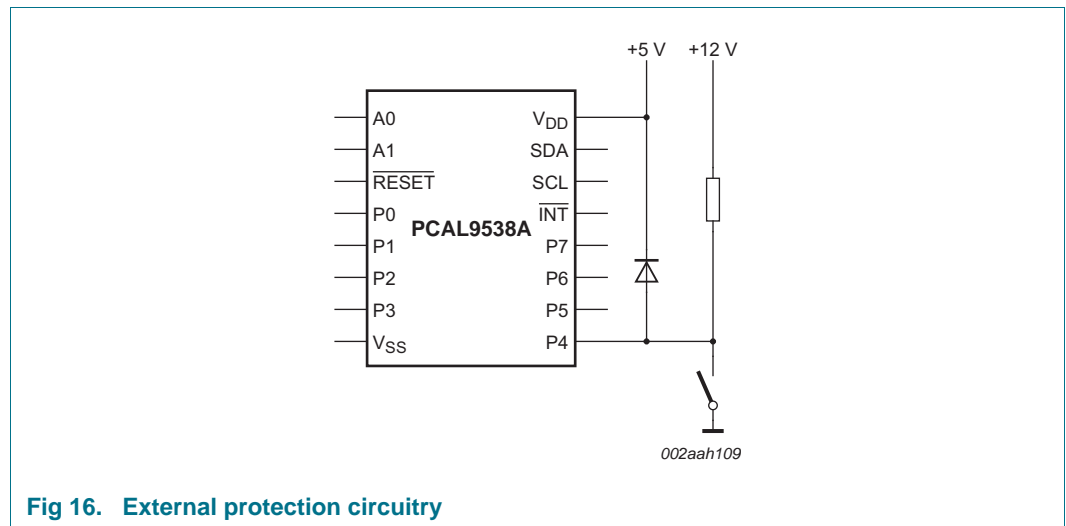 +5 V +12 V
A0 VDD
A1 SDA
RESET SCL
P0 INT
PCAL9538A
P1 P7
P2 P6
P3 P5
VSS P4
002aah109
Fig 16. External protection circuitry